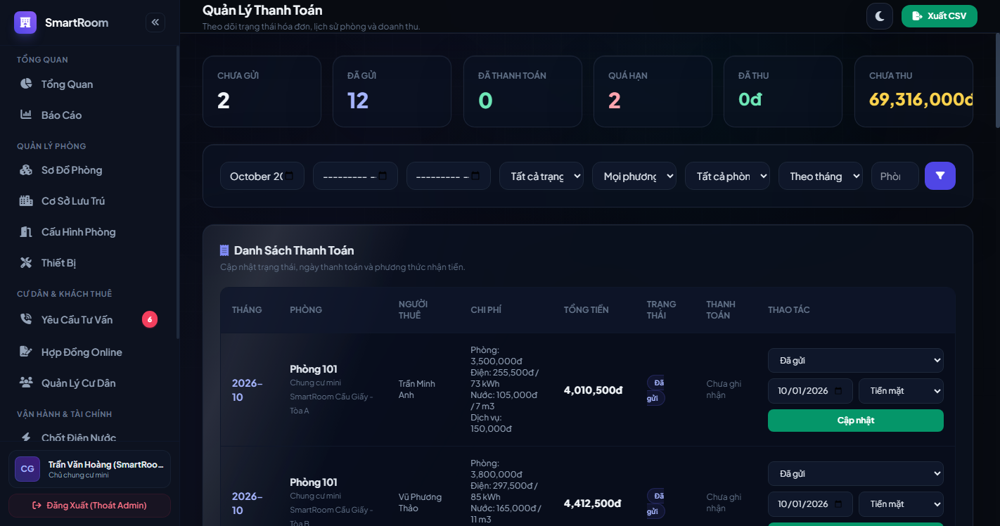 SmartRoom
TỔNG QUAN
Tổng Quan
Báo Cáo
QUẢN LÝ PHÒNG
Sơ Đồ Phòng
Cơ Sở Lưu Trú
Cấu Hình Phòng
Thiết Bị
CƯ DÂN & KHÁCH THUÊ
Yêu Cầu Tư Vấn
6
Hợp Đồng Online
Quản Lý Cư Dân
VẬN HÀNH & TÀI CHÍNH
Chốt Điện Nước
CG
Trần Văn Hoàng (SmartRoo...
Chủ chung cư mini
Đăng Xuất (Thoát Admin)
Quản Lý Thanh Toán
Theo dõi trạng thái hóa đơn, lịch sử phòng và doanh thu.
Xuất CSV
CHƯA GỬI
2
ĐÃ GỬI
12
ĐÃ THANH TOÁN
0
QUÁ HẠN
2
ĐÃ THU
0đ
CHƯA THU
69,316,000đ
October 20
--------- --
--------- --
Tất cả trạng
Mọi phương
Tất cả phòn
Theo tháng
Phòi
Danh Sách Thanh Toán
Cập nhật trạng thái, ngày thanh toán và phương thức nhận tiền.
THÁNG
PHÒNG
NGƯỜI
THUÊ
CHI PHÍ
TỔNG TIỀN
TRẠNG
THÁI
THANH
TOÁN
THAO TÁC
2026-
10
Phòng 101
Chung cư mini
SmartRoom Cầu Giấy -
Tòa A
Trần Minh
Anh
Phòng:
3,500,000đ
Điện: 255,500đ /
73 kWh
Nước: 105,000đ
/ 7 m3
Dịch vụ:
150,000đ
4,010,500đ
Đã
gửi
Chưa ghi
nhận
Đã gửi
10/01/2026
Tiền mặt
Cập nhật
2026-
10
Phòng 101
Chung cư mini
SmartRoom Cầu Giấy -
Tòa B
Vũ Phương
Thảo
Phòng:
3,800,000đ
Điện: 297,500đ /
85 kWh
Nước: 165,000đ /
11 m3
4,412,500đ
Đã
gửi
Chưa ghi
nhận
Đã gửi
10/01/2026
Tiền mặt